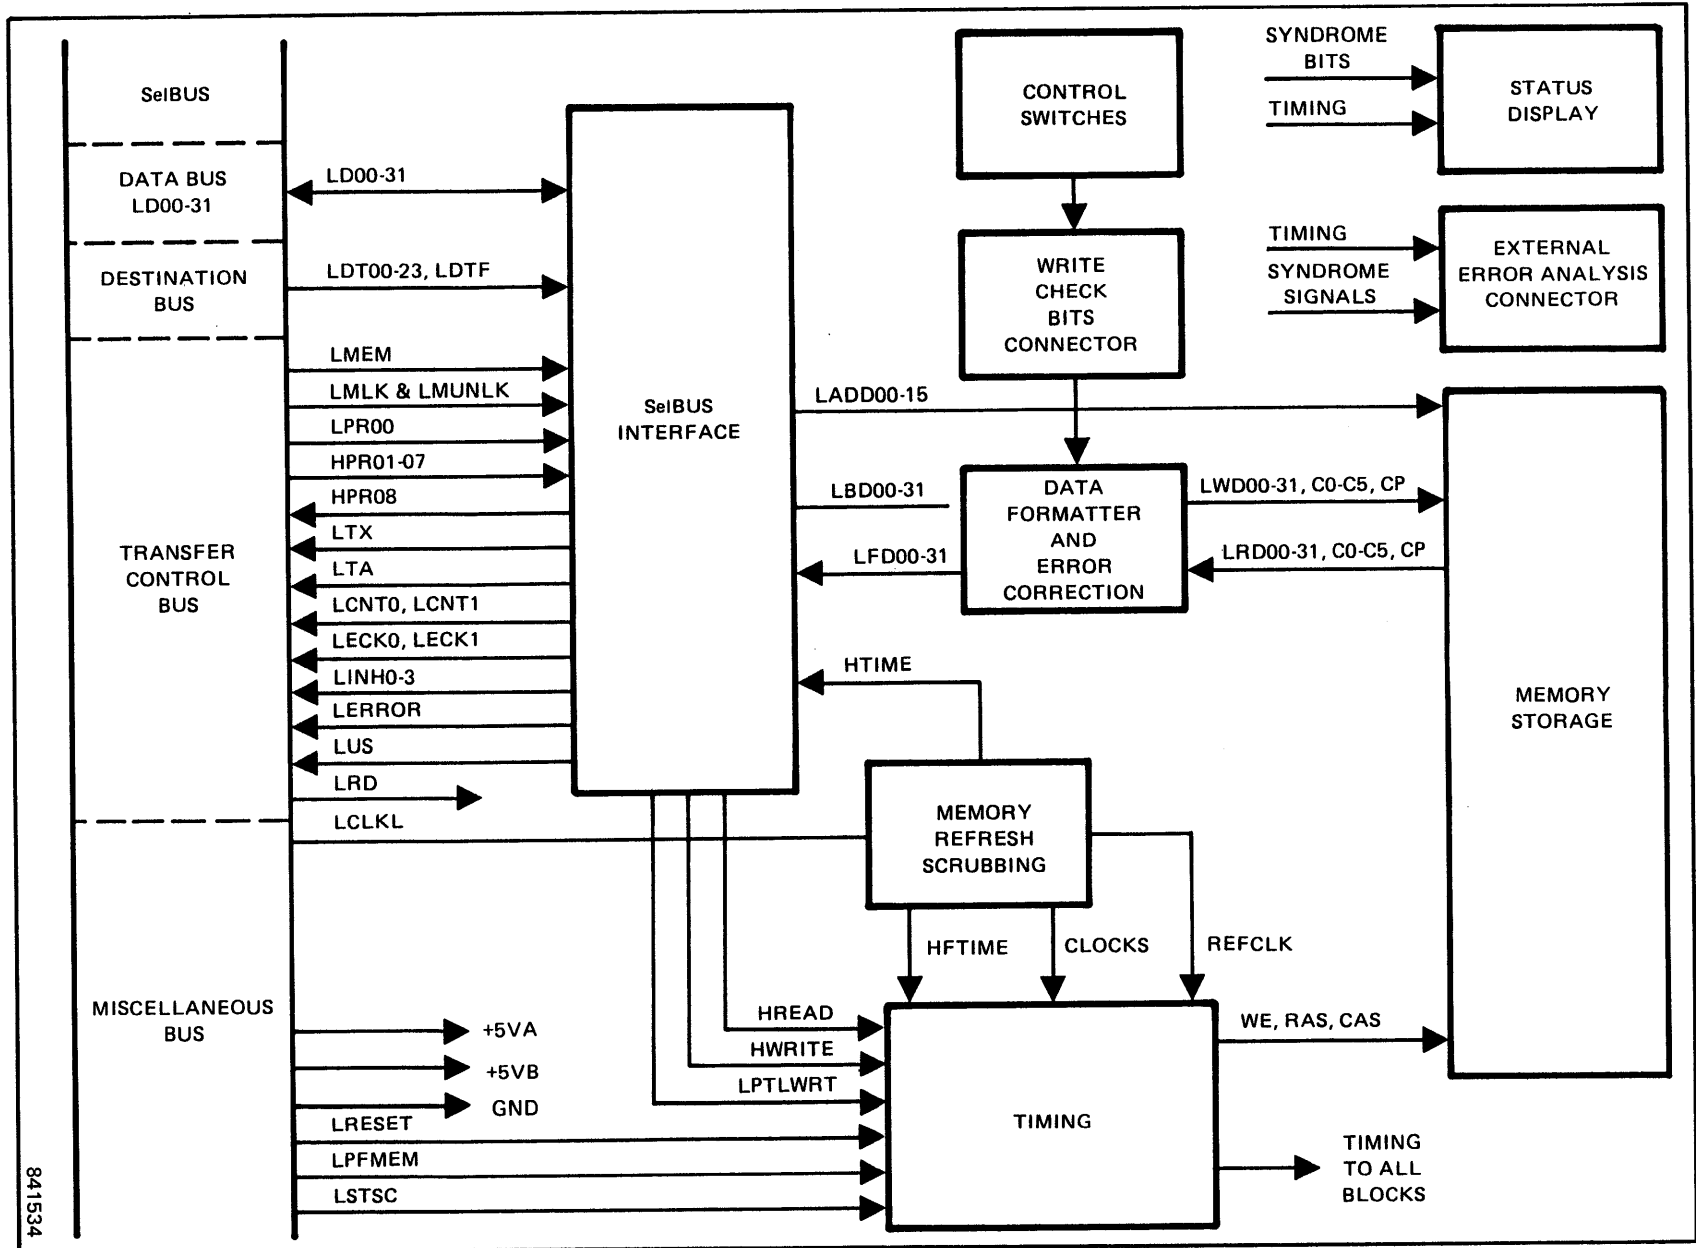 SelBUS
DATA BUS
LD00-31
DESTINATION
BUS
TRANSFER
CONTROL
BUS
MISCELLANEOUS
BUS
LD00-31
LDT00-23, LDTF
LMEM
LMLK & LMUNLK
LPR00
HPR01-07
HPR08
LTX
LTA
LCNT0, LCNT1
LECK0, LECK1
LINH0-3
LERROR
LUS
LRD
LCLKL
+5VA
+5VB
GND
LRESET
LPFMEM
LSTSC
SelBUS
INTERFACE
CONTROL
SWITCHES
WRITE
CHECK
BITS
CONNECTOR
LADD00-15
LBD00-31
LFD00-31
DATA
FORMATTER
AND
ERROR
CORRECTION
HTIME
MEMORY
REFRESH
SCRUBBING
HFTIME
CLOCKS
REFCLK
HREAD
HWRITE
LPTLWRT
TIMING
SYNDROME
BITS
TIMING
STATUS
DISPLAY
TIMING
SYNDROME
SIGNALS
EXTERNAL
ERROR ANALYSIS
CONNECTOR
LWD00-31, C0-C5, CP
LRD00-31, C0-C5, CP
MEMORY
STORAGE
WE, RAS, CAS
TIMING
TO ALL
BLOCKS
841534